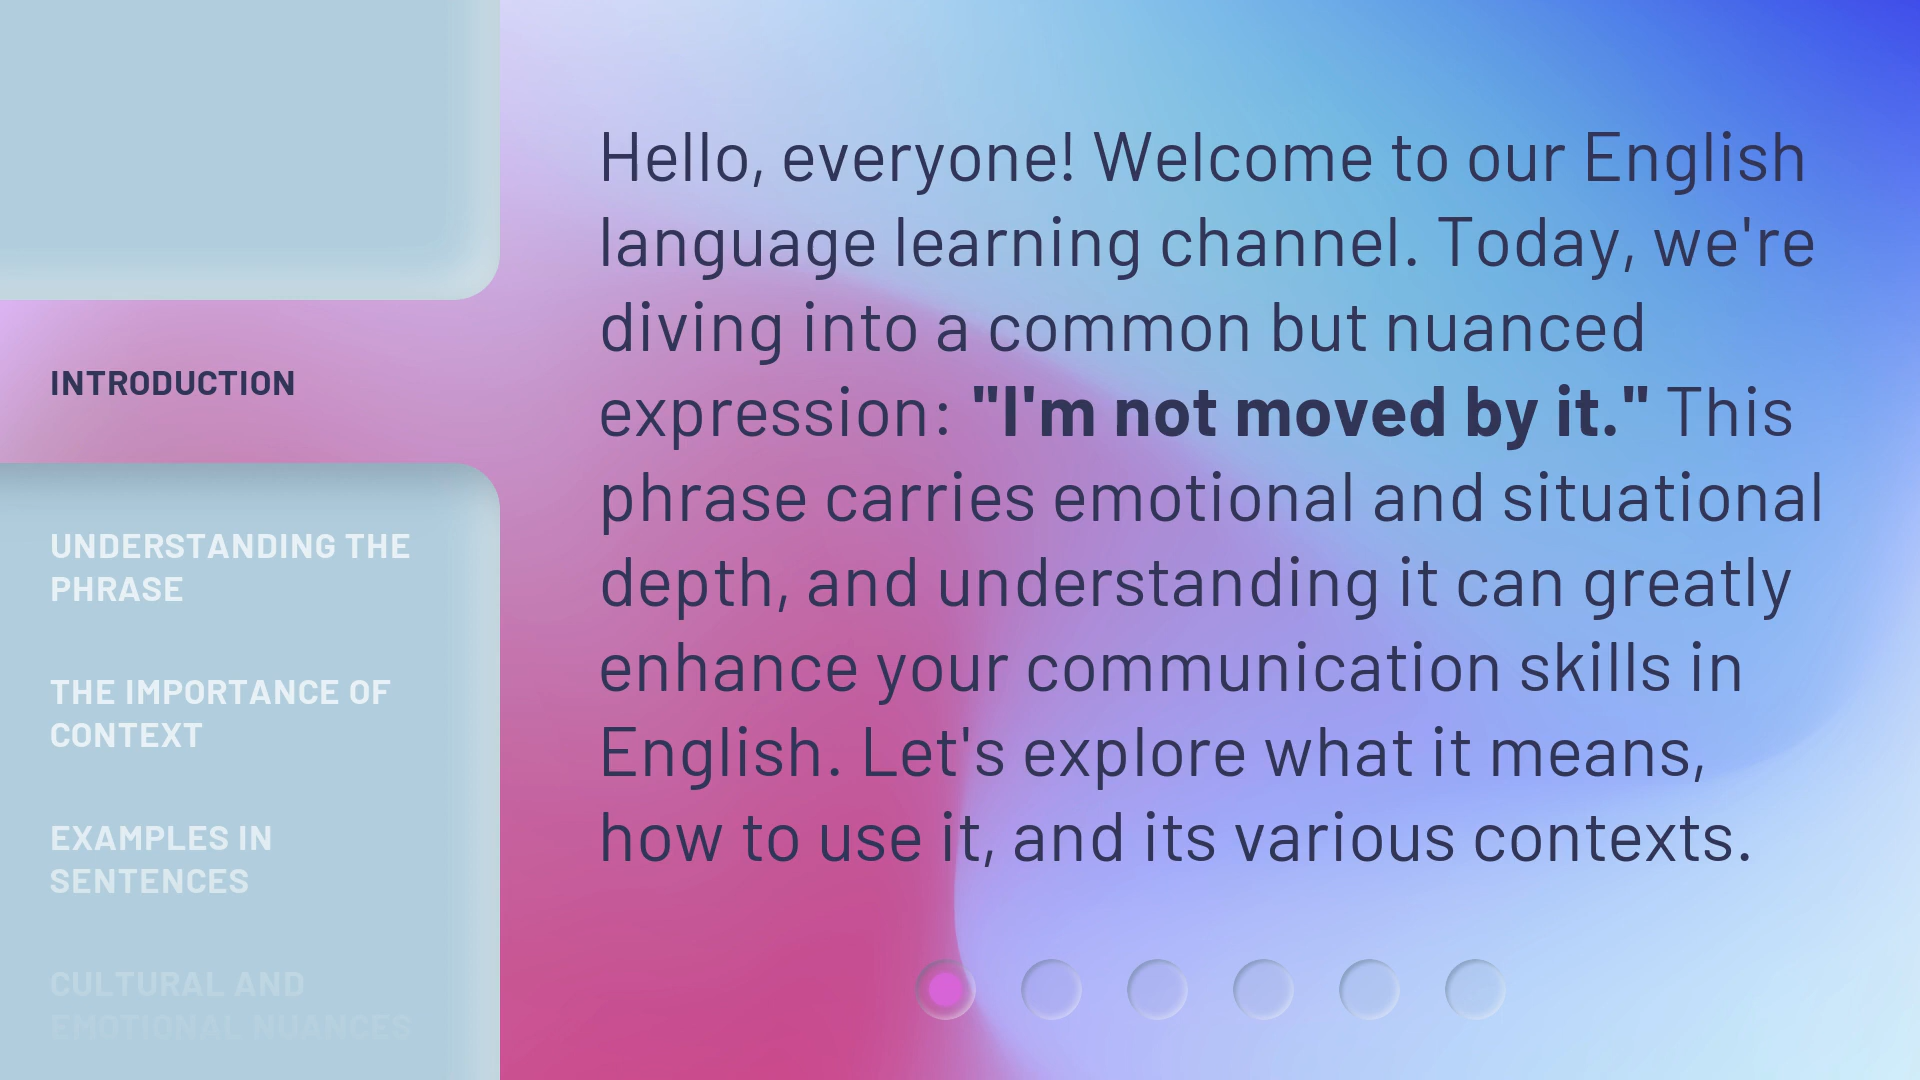 INTRODUCTION
UNDERSTANDING THE
PHRASE
THE IMPORTANCE OF
CONTEXT
EXAMPLES IN
SENTENCES
CULTURAL AND
EMOTIONAL NUANCES
Hello, everyone! Welcome to our English
language learning channel. Today, we're
diving into a common but nuanced
expression: "I'm not moved by it." This
phrase carries emotional and situational
depth, and understanding it can greatly
enhance your communication skills in
English. Let's explore what it means,
how to use it, and its various contexts.